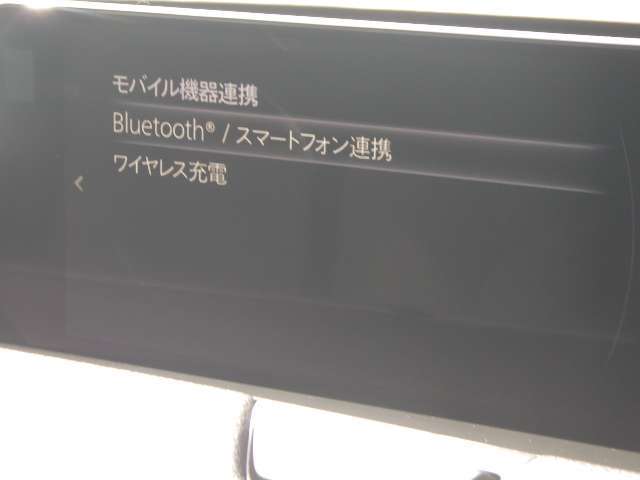 モバイル機器連携
Bluetooth® / スマートフォン連携
ワイヤレス充電